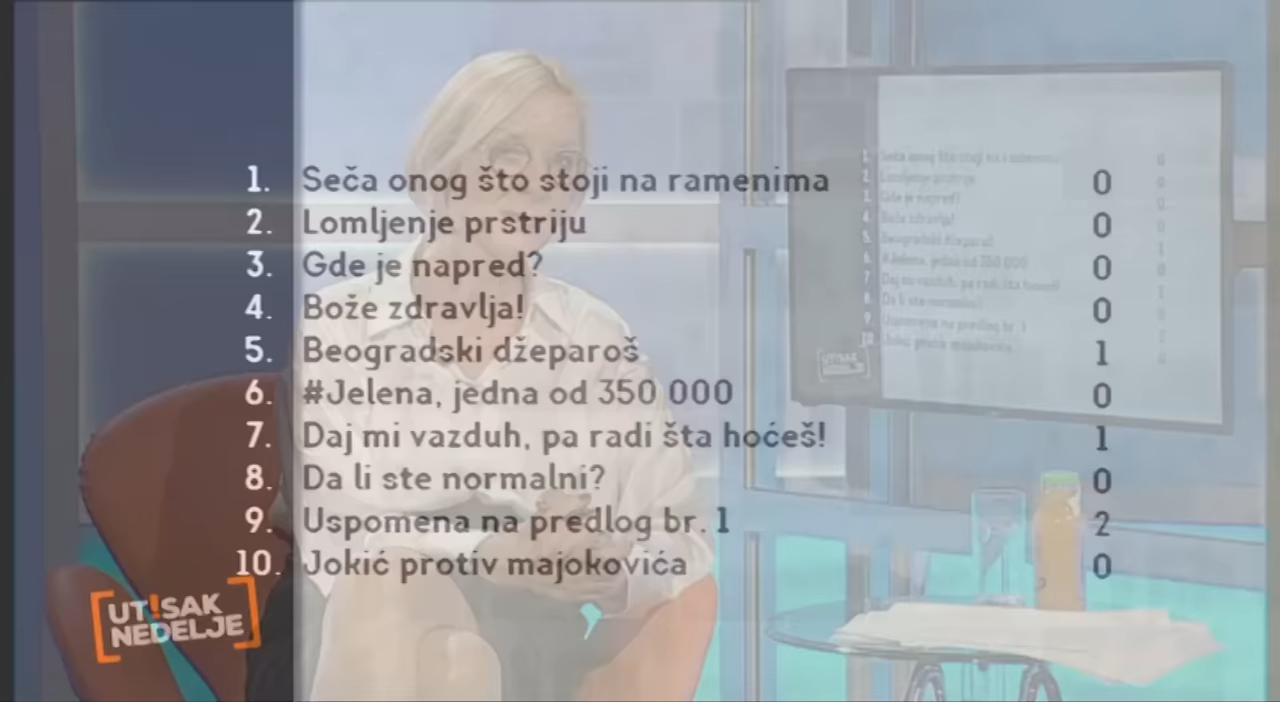 1. Seča onog što stoji na ramenima 0
2. Lomljenje prstriju 0
3. Gde je napred? 0
4. Bože zdravlja! 0
5. Beogradski džeparoš 1
6. #Jelena, jedna od 350 000 0
7. Daj mi vazduh, pa radi šta hoćeš! 1
8. Da li ste normalni? 0
9. Uspomena na predlog br. 1 2
10. Jokić protiv majokovića 0
UT!SAK
NEDELJE